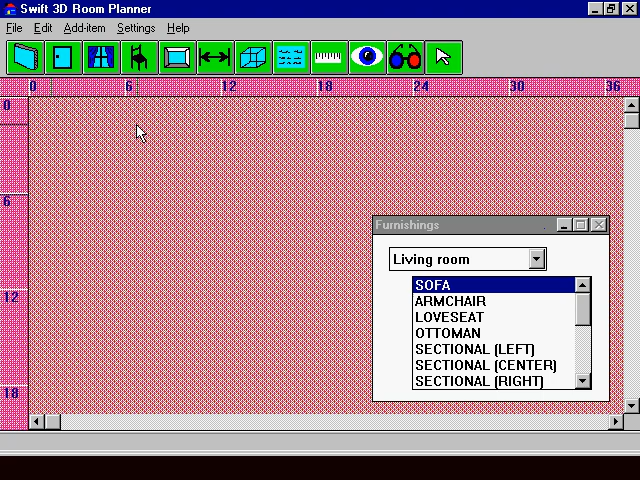 Swift 3D Room Planner
File Edit Add-item Settings Help
0 6 12 18 24 30 36
0
6
12
18
Furnishings
Living room
SOFA
ARMCHAIR
LOVESEAT
OTTOMAN
SECTIONAL (LEFT)
SECTIONAL (CENTER)
SECTIONAL (RIGHT)